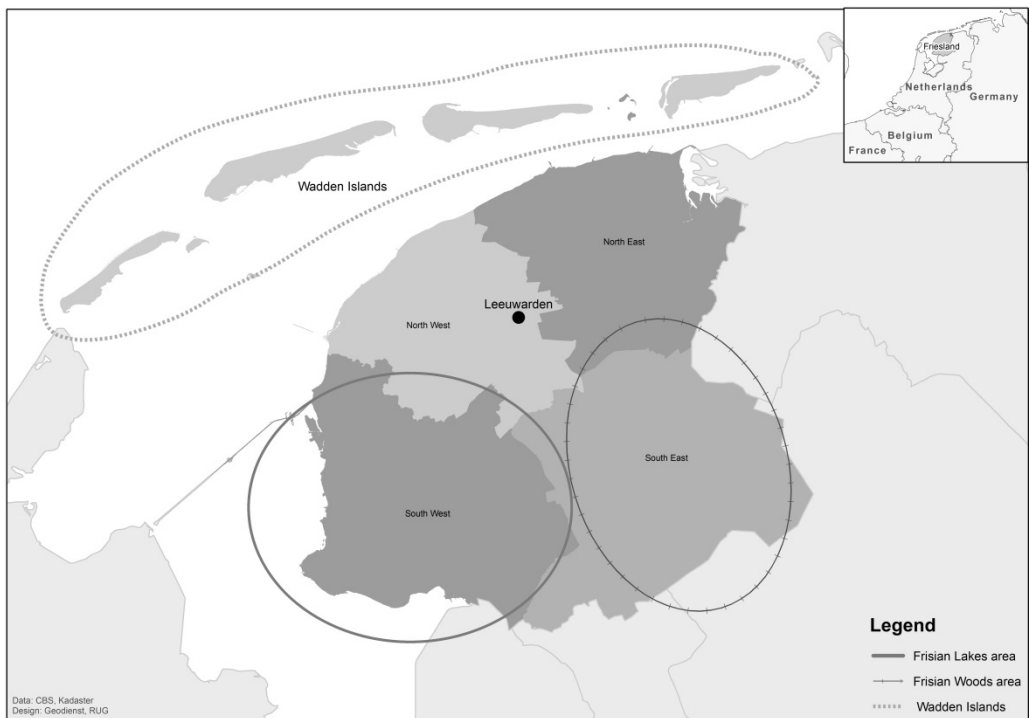 Friesland
Netherlands
Germany
Belgium
France
Wadden Islands
North East
Leeuwarden
North West
South East
South West
Legend
Frisian Lakes area
Frisian Woods area
Wadden Islands
Data: CBS, Kadaster
Design: Geodienst, RUG